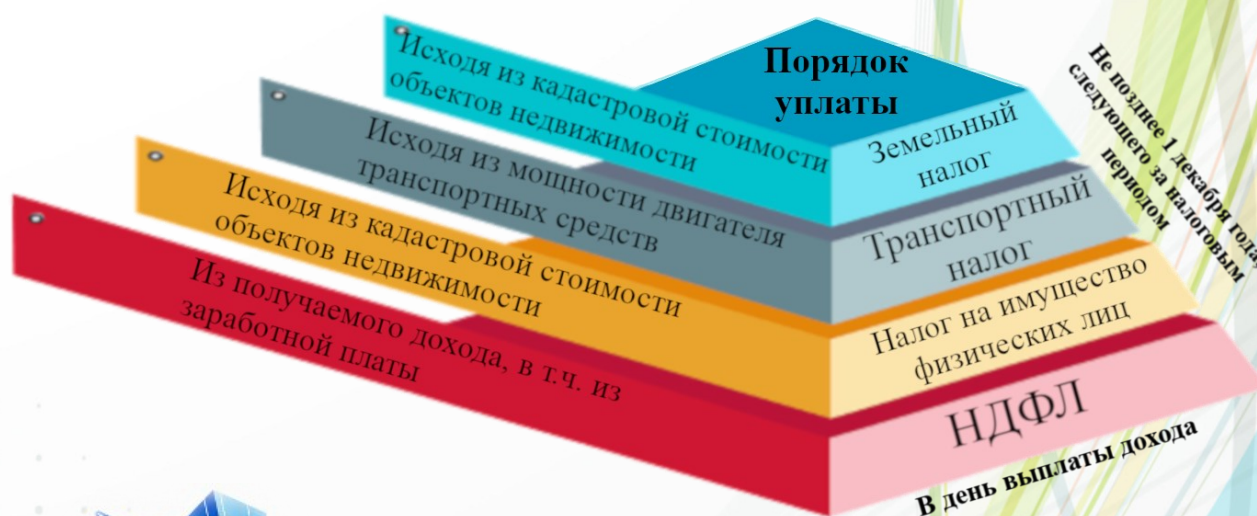 Порядок
уплаты
Исходя из кадастровой стоимости
объектов недвижимости
Земельный
налог
Исходя из мощности двигателя
транспортных средств
Транспортный
налог
Исходя из кадастровой стоимости
объектов недвижимости
Налог на имущество
физических лиц
Из получаемого дохода, в т.ч. из
заработной платы
НДФЛ
Не позднее 1 декабря года,
следующего за налоговым
периодом
В день выплаты дохода